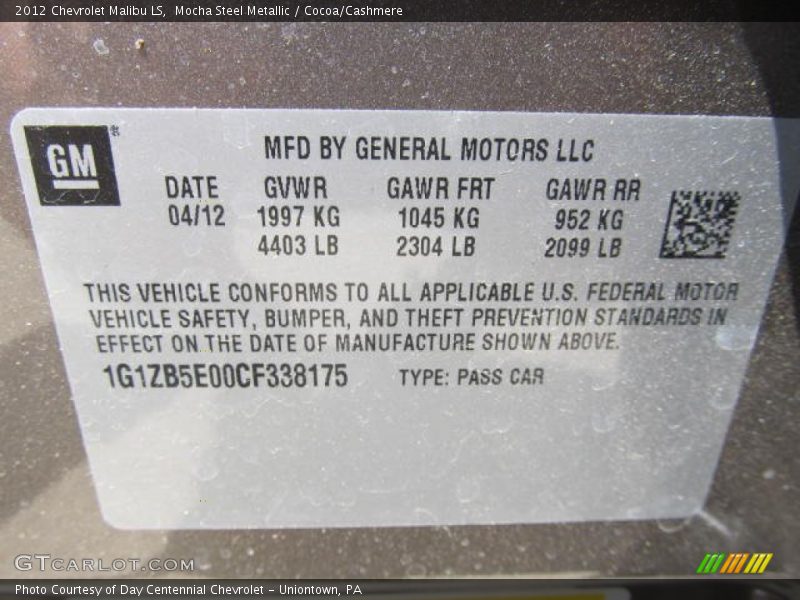 2012 Chevrolet Malibu LS, Mocha Steel Metallic / Cocoa/Cashmere
GM
MFD BY GENERAL MOTORS LLC
DATE GVWR GAWR FRT GAWR RR
04/12 1997 KG 1045 KG 952 KG
4403 LB 2304 LB 2099 LB
THIS VEHICLE CONFORMS TO ALL APPLICABLE U.S. FEDERAL MOTOR
VEHICLE SAFETY, BUMPER, AND THEFT PREVENTION STANDARDS IN
EFFECT ON THE DATE OF MANUFACTURE SHOWN ABOVE.
1G1ZB5E00CF338175 TYPE: PASS CAR
GTCARLOT.COM
Photo Courtesy of Day Centennial Chevrolet - Uniontown, PA